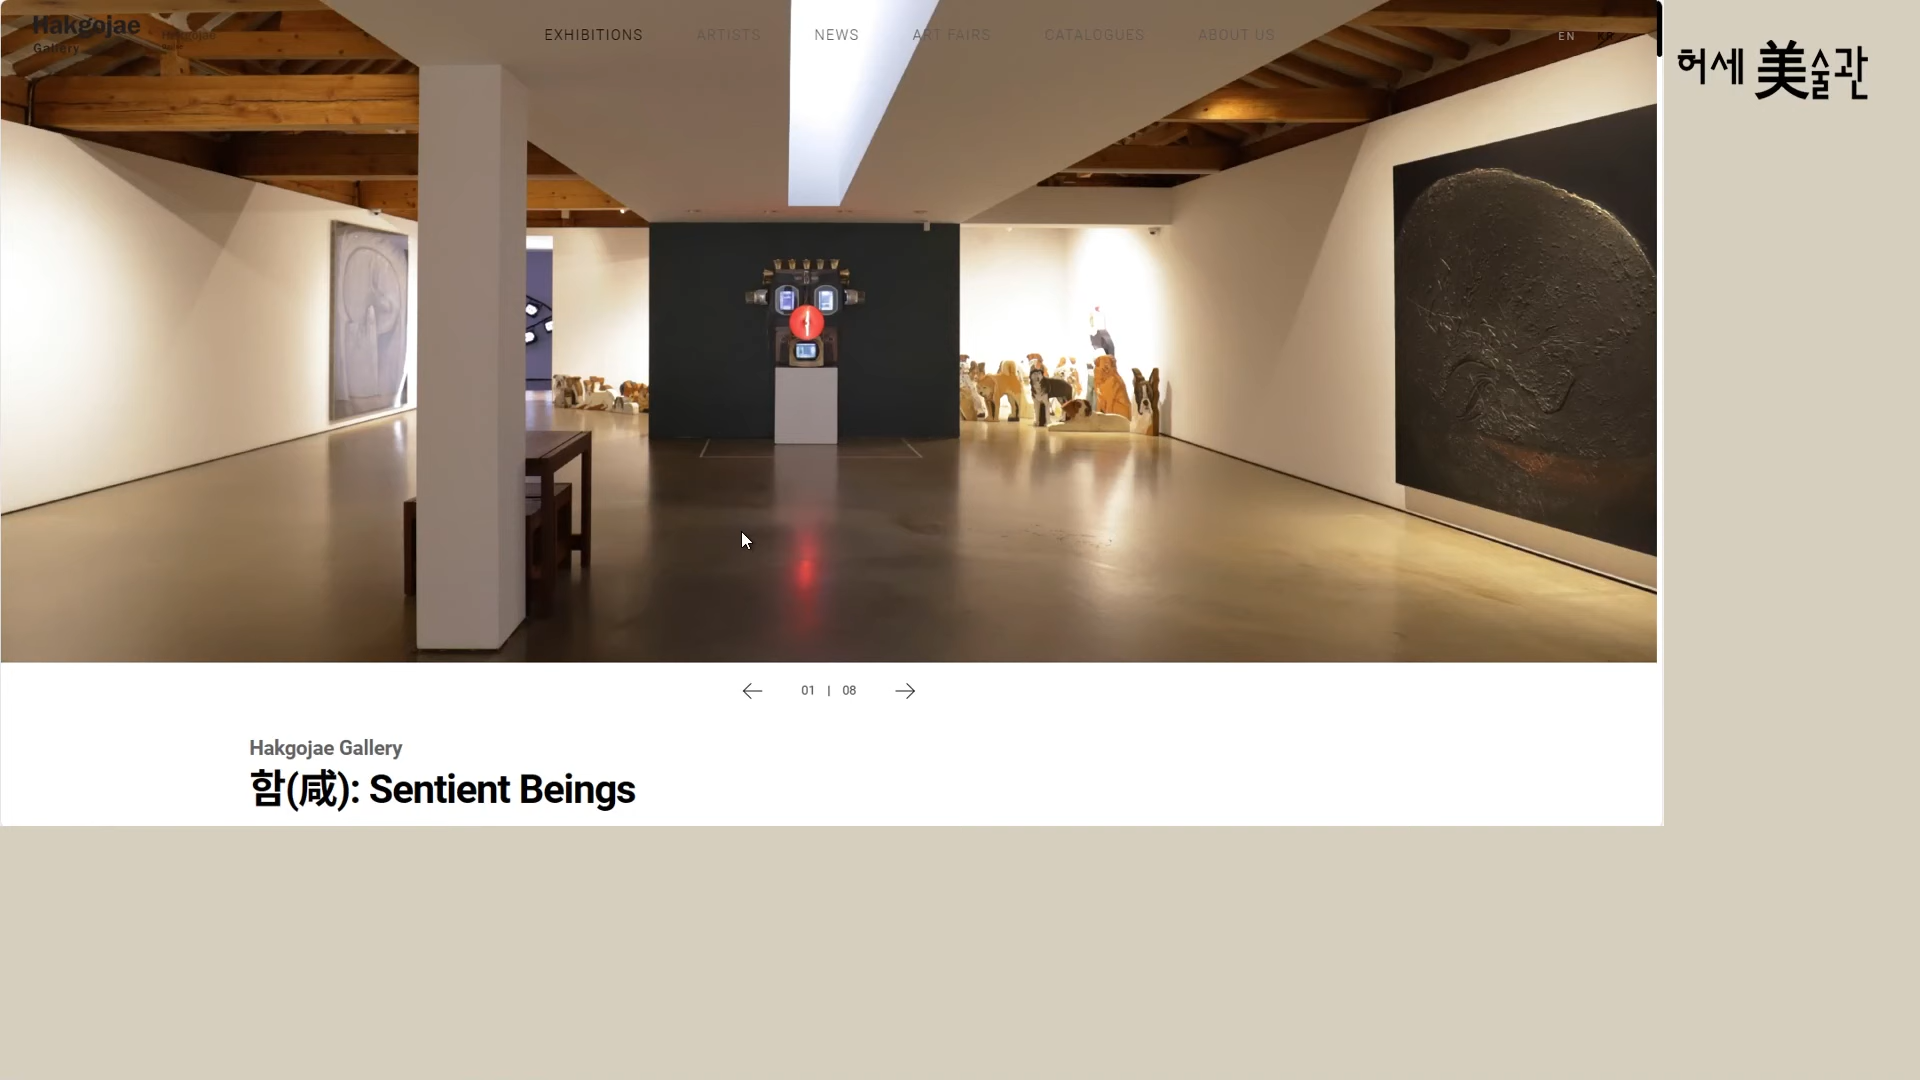 Hakgojae
Gallery
Hakgojae
EXHIBITIONS ARTISTS NEWS ART FAIRS CATALOGUES ABOUT US
EN KR
허세 美술관
01 | 08
Hakgojae Gallery
함(咸): Sentient Beings